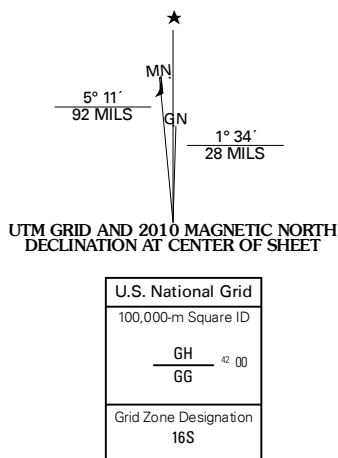 ★
MN
5° 11´
92 MILS
GN
1° 34´
28 MILS
UTM GRID AND 2010 MAGNETIC NORTH
DECLINATION AT CENTER OF SHEET
U.S. National Grid
100,000-m Square ID
GH
42 00
GG
Grid Zone Designation
16S